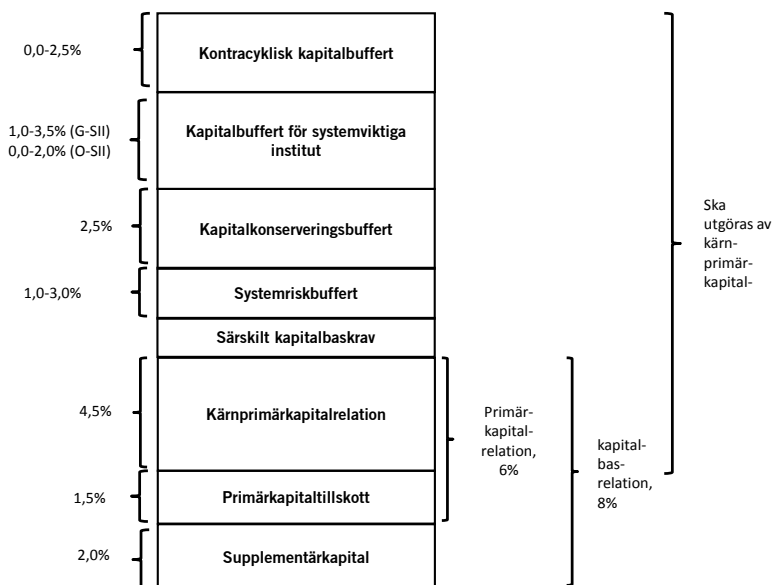 0,0-2,5%
Kontracyklisk kapitalbuffert
1,0-3,5% (G-SII)
0,0-2,0% (O-SII)
Kapitalbuffert för systemviktiga
institut
2,5%
Kapitalkonserveringsbuffert
Ska
utgöras av
kärn-
primär-
kapital-
1,0-3,0%
Systemriskbuffert
Särskilt kapitalbaskrav
4,5%
Kärnprimärkapitalrelation
Primär-
kapital-
relation,
6%
kapital-
bas-
relation,
8%
1,5%
Primärkapitaltillskott
2,0%
Supplementärkapital